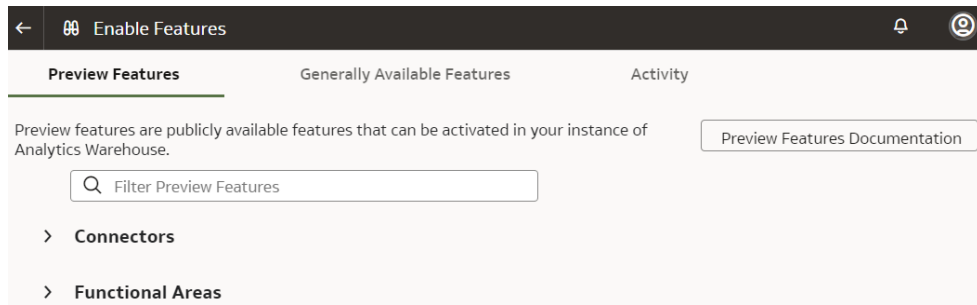 Enable Features
Preview Features Generally Available Features Activity
Preview features are publicly available features that can be activated in your instance of
Analytics Warehouse.
Preview Features Documentation
Filter Preview Features
Connectors
Functional Areas